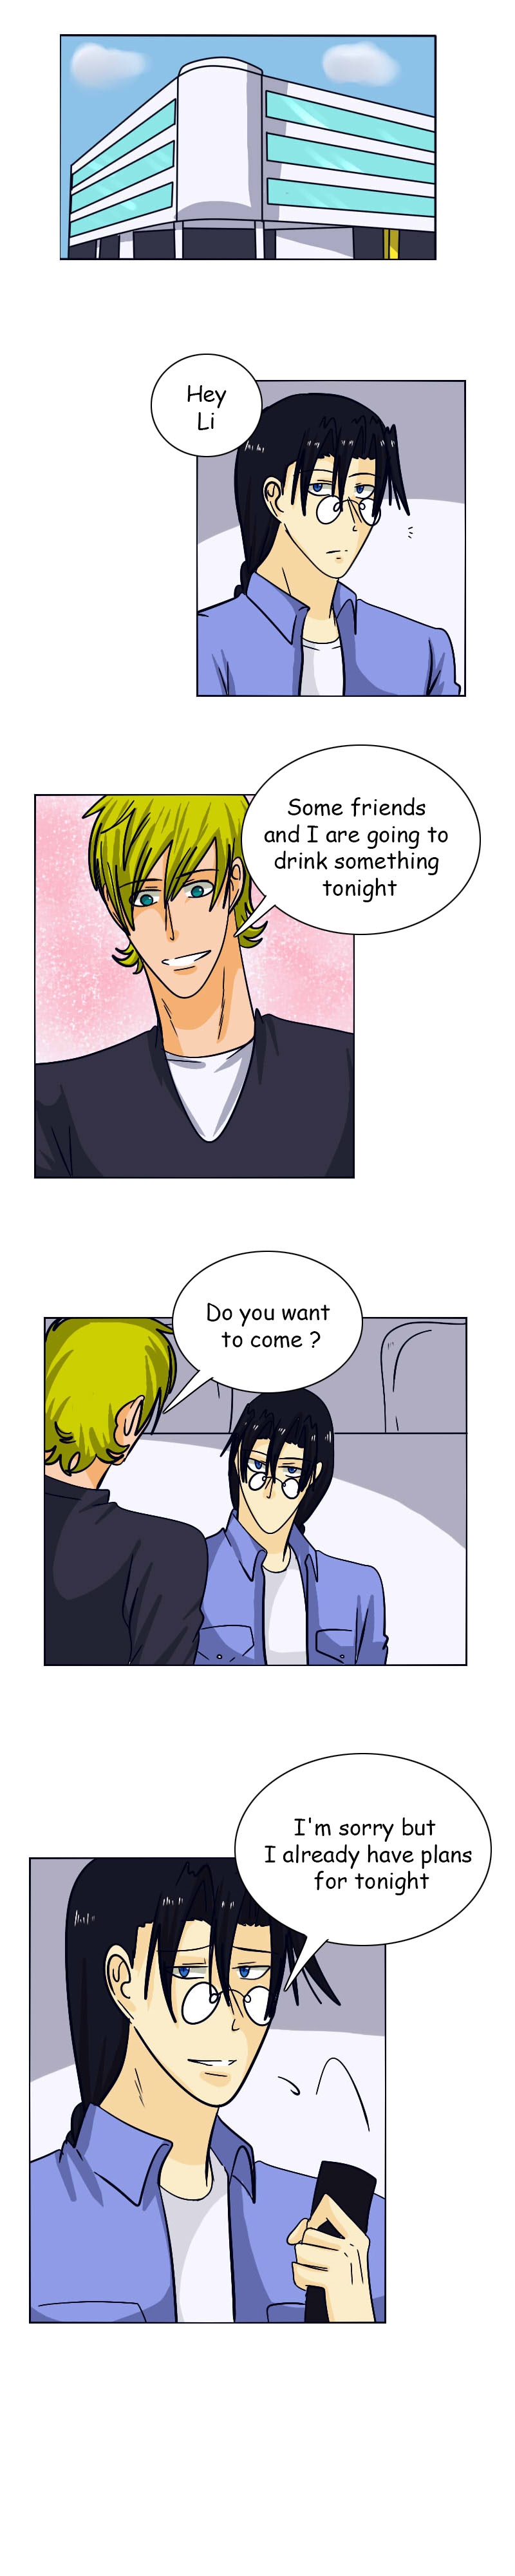 Hey
Li
Some friends
and I are going to
drink something
tonight
Do you want
to come ?
I'm sorry but
I already have plans
for tonight